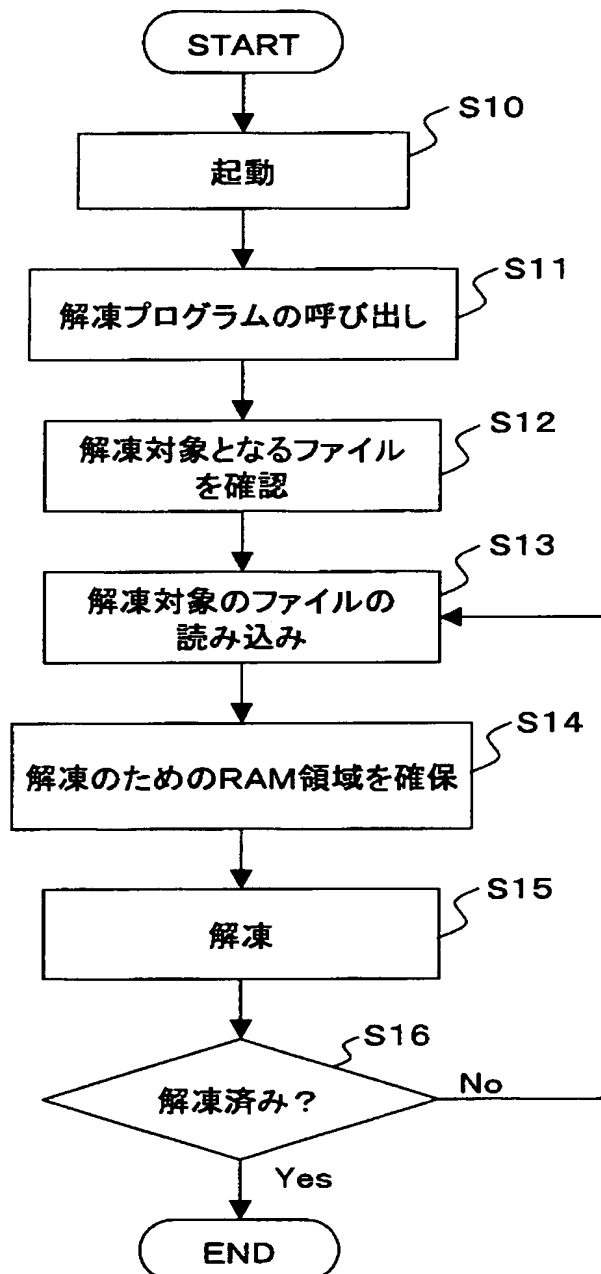 START
S10
起動
S11
解凍プログラムの呼び出し
S12
解凍対象となるファイル
を確認
S13
解凍対象のファイルの
読み込み
S14
解凍のためのRAM領域を確保
S15
解凍
S16
解凍済み？
No
Yes
END